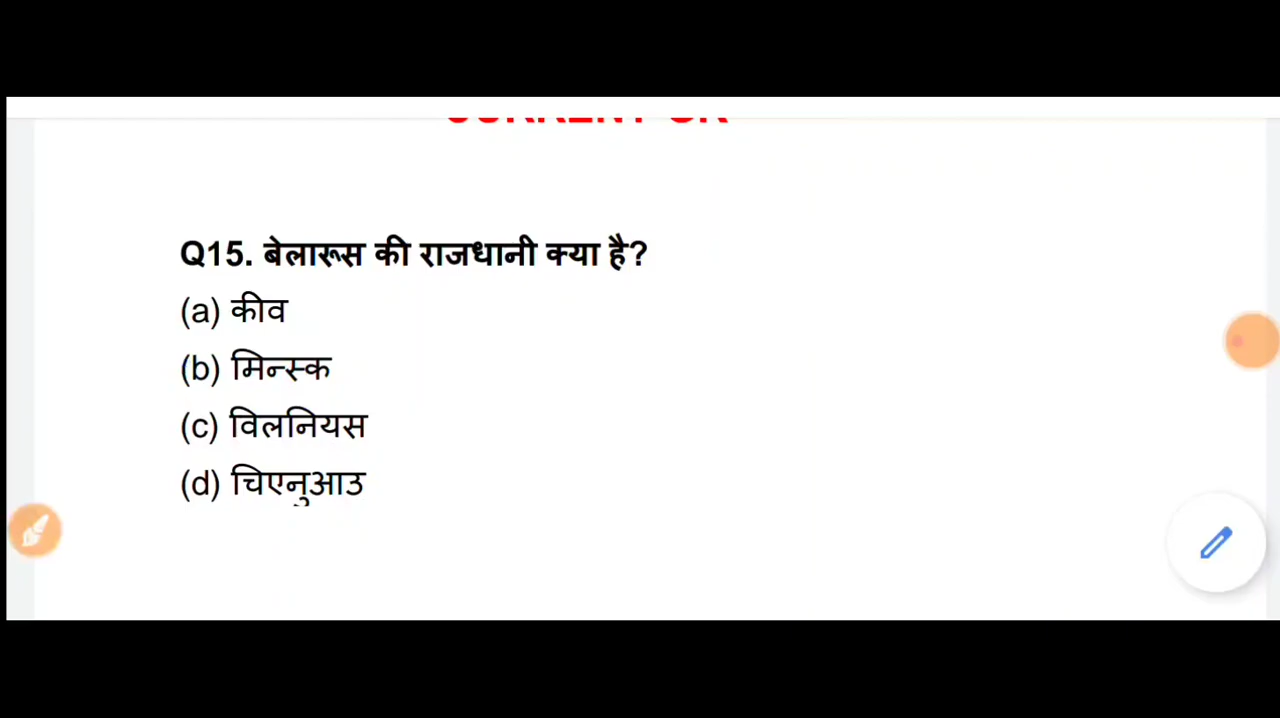 Q15. बेलारूस की राजधानी क्या है?
(a) कीव
(b) मिन्स्क
(c) विलनियस
(d) चिएनुआउ